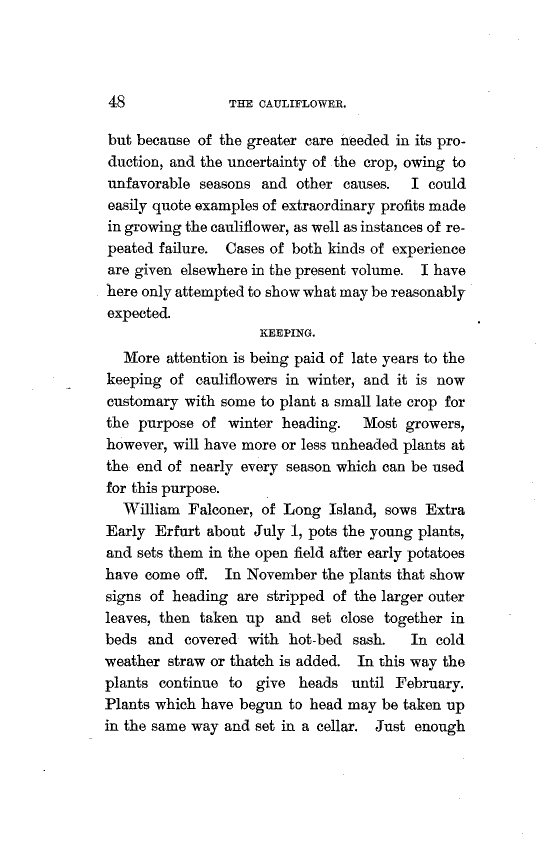 48 THE CAULIFLOWER.
but because of the greater care needed in its pro-
duction, and the uncertainty of the crop, owing to
unfavorable seasons and other causes. I could
easily quote examples of extraordinary profits made
in growing the cauliflower, as well as instances of re-
peated failure. Cases of both kinds of experience
are given elsewhere in the present volume. I have
here only attempted to show what may be reasonably
expected.
KEEPING.
More attention is being paid of late years to the
keeping of cauliflowers in winter, and it is now
customary with some to plant a small late crop for
the purpose of winter heading. Most growers,
however, will have more or less unheaded plants at
the end of nearly every season which can be used
for this purpose.
William Falconer, of Long Island, sows Extra
Early Erfurt about July 1, pots the young plants,
and sets them in the open field after early potatoes
have come off. In November the plants that show
signs of heading are stripped of the larger outer
leaves, then taken up and set close together in
beds and covered with hot-bed sash. In cold
weather straw or thatch is added. In this way the
plants continue to give heads until February.
Plants which have begun to head may be taken up
in the same way and set in a cellar. Just enough